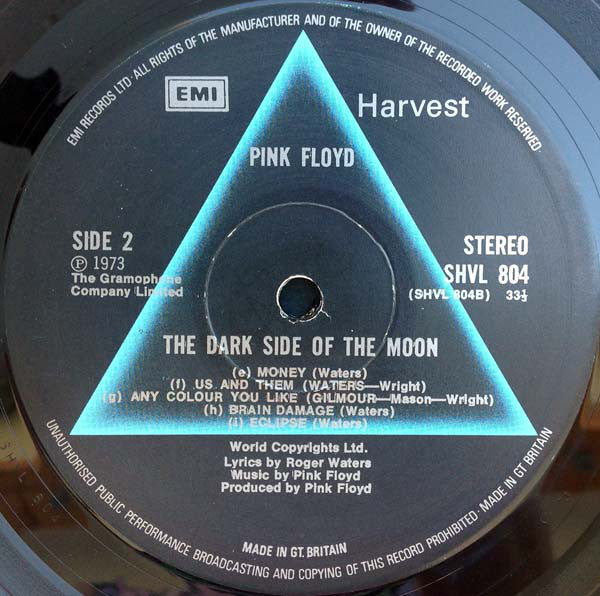 EMI RECORDS LTD · ALL RIGHTS OF THE MANUFACTURER AND OF THE OWNER OF THE RECORDED WORK RESERVED ·
EMI
Harvest
PINK FLOYD
SIDE 2
Ⓟ 1973
The Gramophone
Company Limited
STEREO
SHVL 804
(SHVL 804B) 33⅓
THE DARK SIDE OF THE MOON
(e) MONEY (Waters)
(f) US AND THEM (WATERS—Wright)
(g) ANY COLOUR YOU LIKE (GILMOUR—Mason—Wright)
(h) BRAIN DAMAGE (Waters)
(i) ECLIPSE (Waters)
World Copyrights Ltd.
Lyrics by Roger Waters
Music by Pink Floyd
Produced by Pink Floyd
MADE IN GT. BRITAIN
UNAUTHORISED PUBLIC PERFORMANCE BROADCASTING AND COPYING OF THIS RECORD PROHIBITED · MADE IN GT BRITAIN